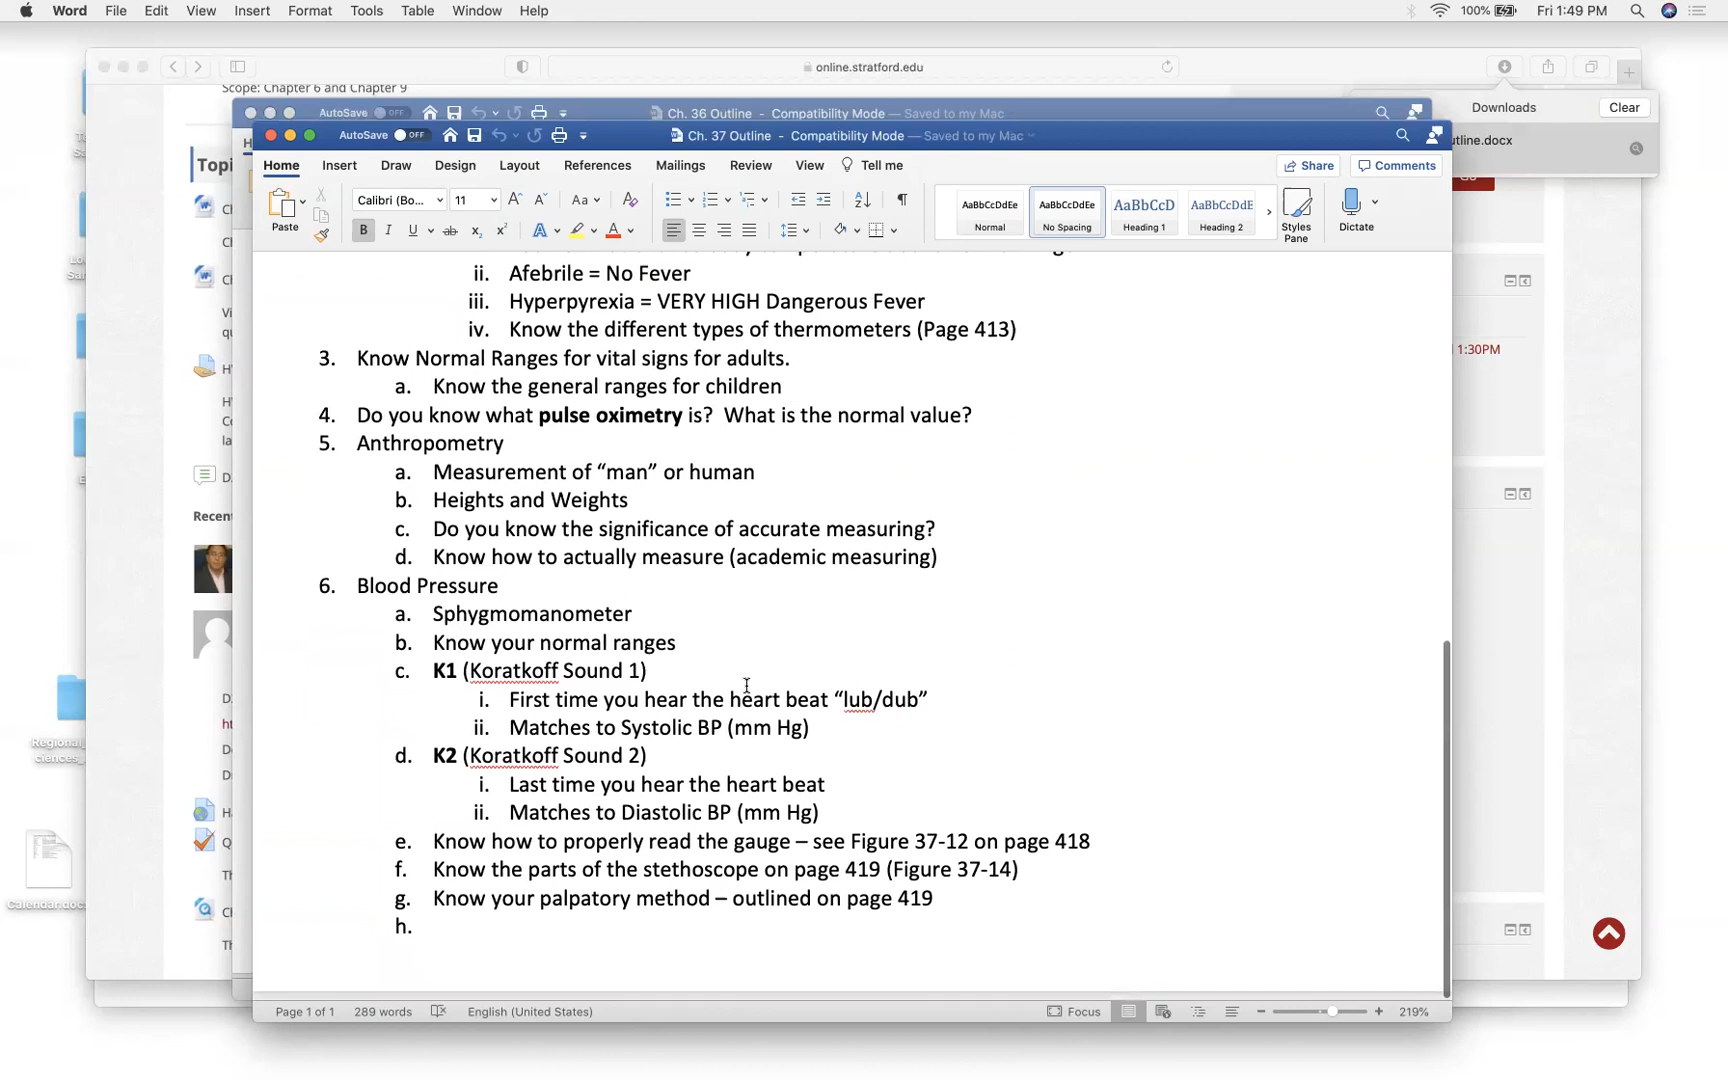 Word File Edit View Insert Format Tools Table Window Help 100% Fri 1:49 PM
online.stratford.edu
Scope: Chapter 6 and Chapter 9
Downloads Clear
utline.docx
AutoSave OFF Ch. 36 Outline - Compatibility Mode — Saved to my Mac
AutoSave OFF Ch. 37 Outline - Compatibility Mode — Saved to my Mac
Home Insert Draw Design Layout References Mailings Review View Tell me Share Comments
Paste Calibri (Bo... 11 Aa
AaBbCcDdEe AaBbCcDdEe AaBbCcD AaBbCcDdE
Normal No Spacing Heading 1 Heading 2 Styles Pane Dictate
Topi
ii. Afebrile = No Fever
iii. Hyperpyrexia = VERY HIGH Dangerous Fever
iv. Know the different types of thermometers (Page 413)
1:30PM
3. Know Normal Ranges for vital signs for adults.
a. Know the general ranges for children
4. Do you know what pulse oximetry is? What is the normal value?
5. Anthropometry
a. Measurement of “man” or human
b. Heights and Weights
c. Do you know the significance of accurate measuring?
d. Know how to actually measure (academic measuring)
6. Blood Pressure
a. Sphygmomanometer
b. Know your normal ranges
c. K1 (Koratkoff Sound 1)
i. First time you hear the heart beat “lub/dub”
ii. Matches to Systolic BP (mm Hg)
d. K2 (Koratkoff Sound 2)
i. Last time you hear the heart beat
ii. Matches to Diastolic BP (mm Hg)
e. Know how to properly read the gauge – see Figure 37-12 on page 418
f. Know the parts of the stethoscope on page 419 (Figure 37-14)
g. Know your palpatory method – outlined on page 419
h.
Recen
Regional_
ciences_
Calendar.doc
Page 1 of 1 289 words English (United States) Focus 219%